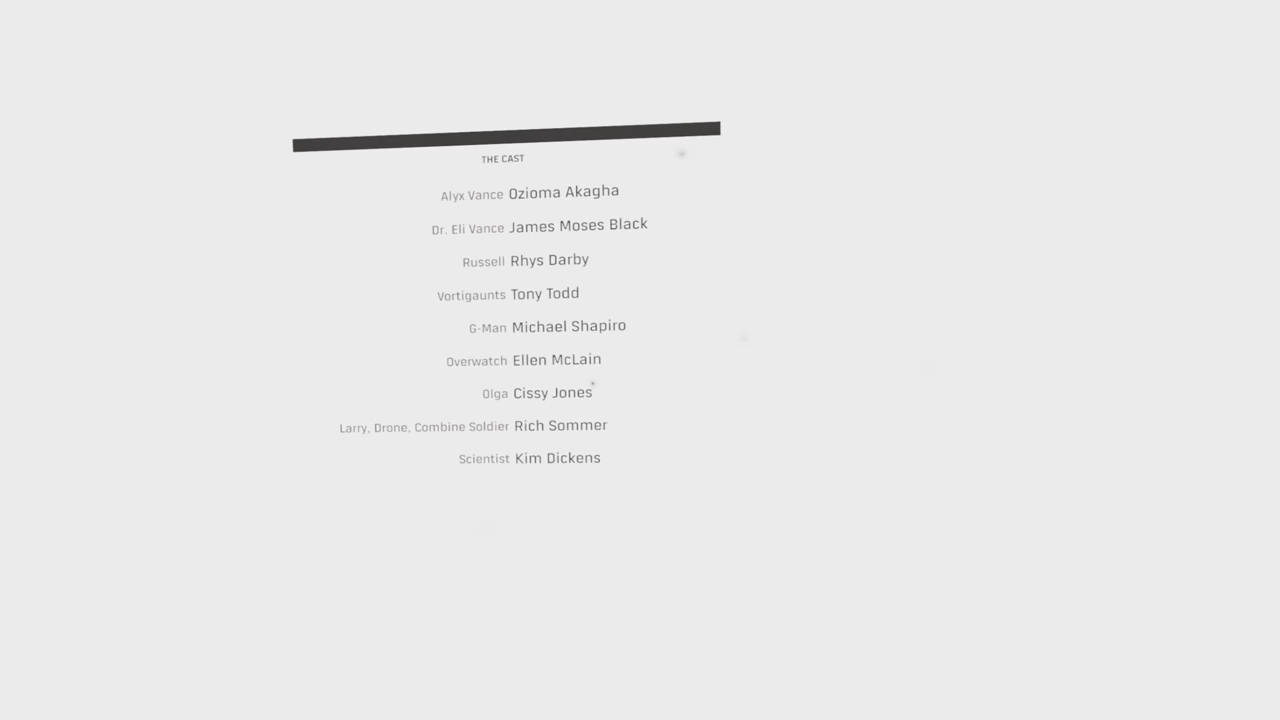 THE CAST
Alyx Vance Ozioma Akagha
Dr. Eli Vance James Moses Black
Russell Rhys Darby
Vortigaunts Tony Todd
G-Man Michael Shapiro
Overwatch Ellen McLain
Olga Cissy Jones
Larry, Drone, Combine Soldier Rich Sommer
Scientist Kim Dickens